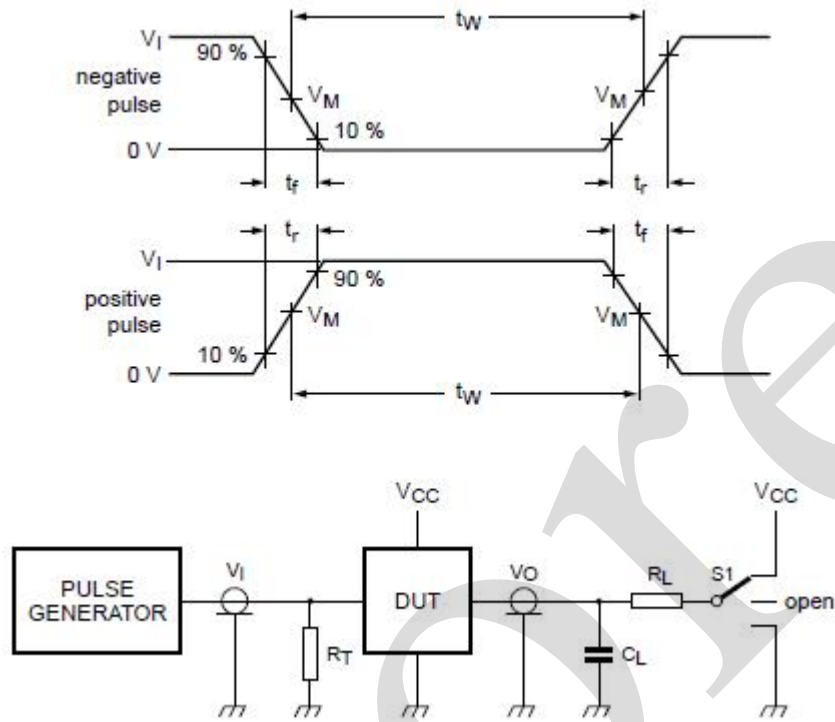 tW
VI
90 %
negative
pulse
VM
VM
10 %
0 V
tf
tr
tr
tf
VI
90 %
positive
pulse
VM
VM
10 %
0 V
tW
VCC
VCC
PULSE
GENERATOR
VI
DUT
VO
RL
S1
open
RT
CL